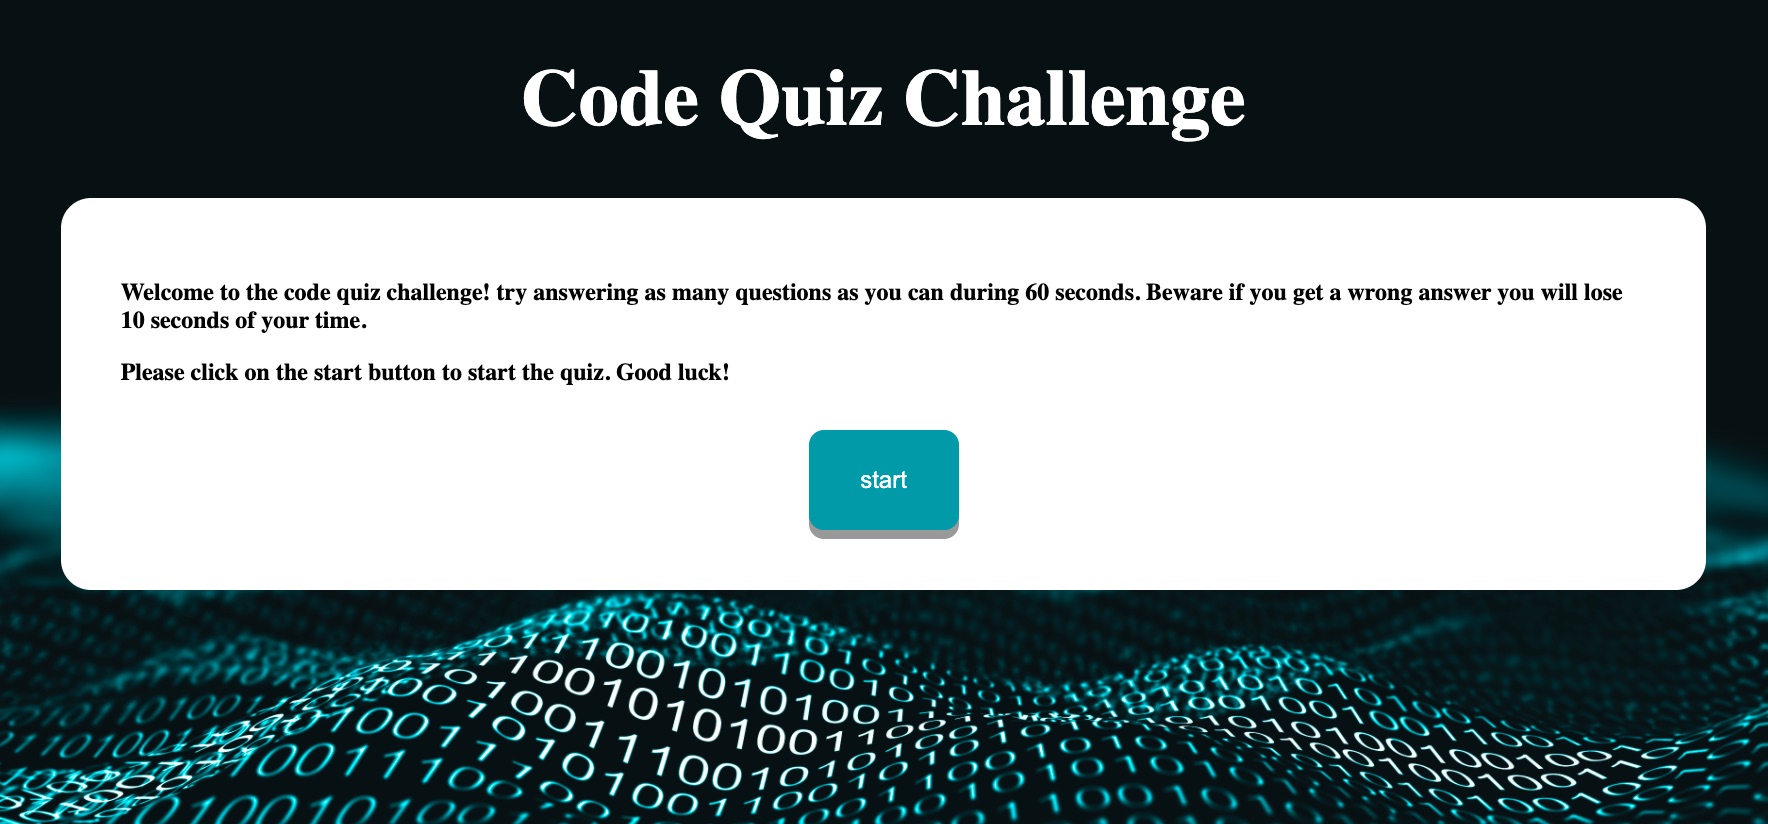 Code Quiz Challenge
Welcome to the code quiz challenge! try answering as many questions as you can during 60 seconds. Beware if you get a wrong answer you will lose
10 seconds of your time.
Please click on the start button to start the quiz. Good luck!
start